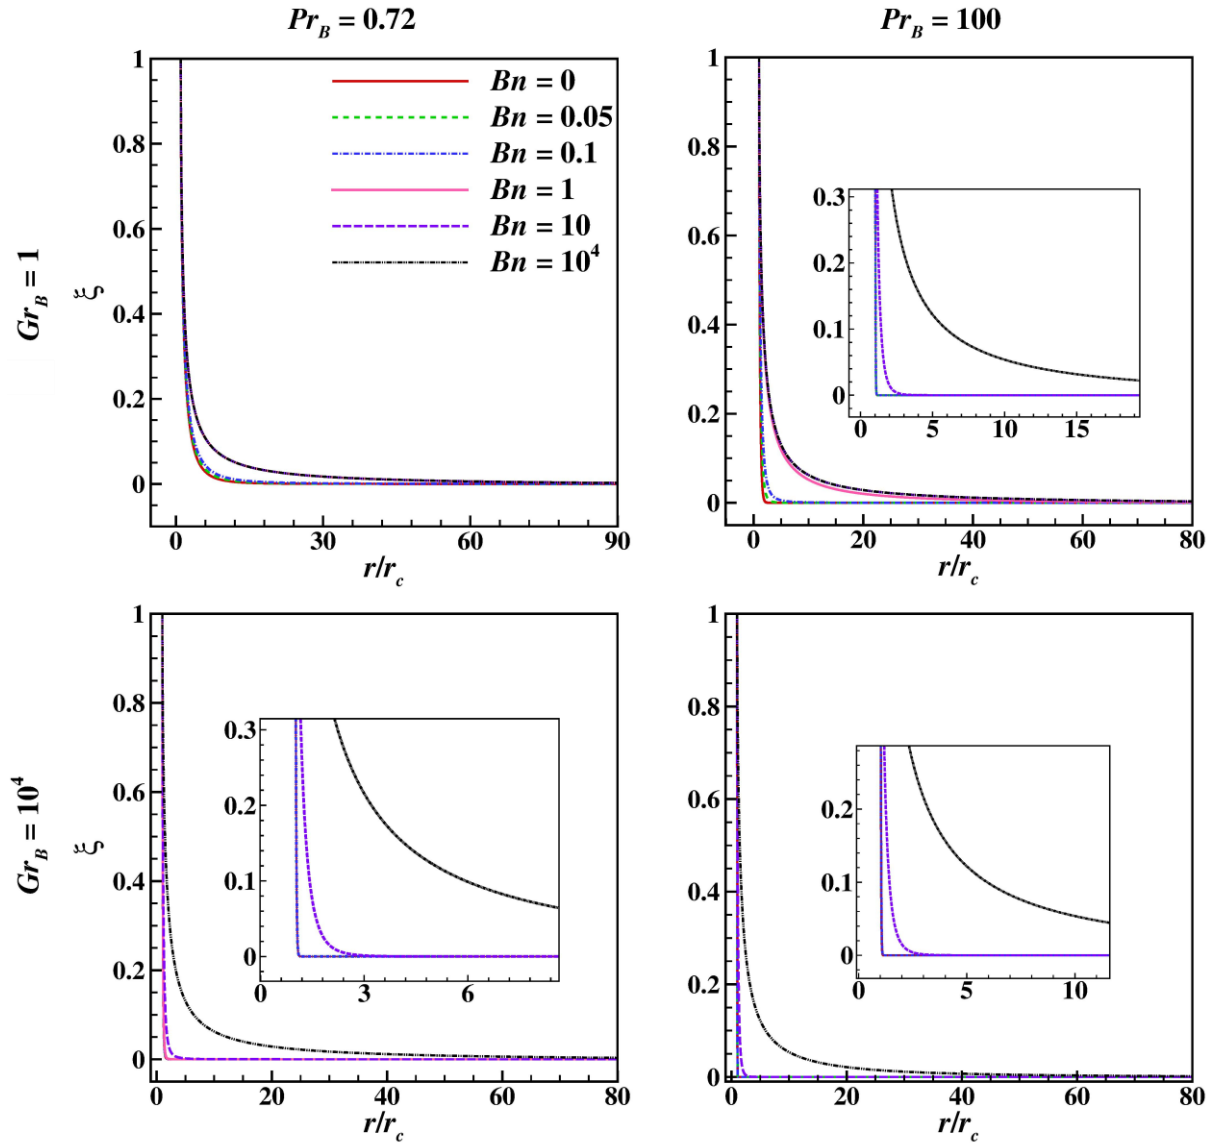 Pr_B = 0.72
Pr_B = 100
Gr_B = 1
ξ
1
0.8
0.6
0.4
0.2
0
0 30 60 90
r/r_c
Bn = 0
Bn = 0.05
Bn = 0.1
Bn = 1
Bn = 10
Bn = 10^4
1
0.8
0.6
0.4
0.2
0
0 20 40 60 80
r/r_c
0.3
0.2
0.1
0
0 5 10 15
Gr_B = 10^4
ξ
1
0.8
0.6
0.4
0.2
0
0 20 40 60 80
r/r_c
0.3
0.2
0.1
0
0 3 6
1
0.8
0.6
0.4
0.2
0
0 20 40 60 80
r/r_c
0.2
0.1
0
0 5 10